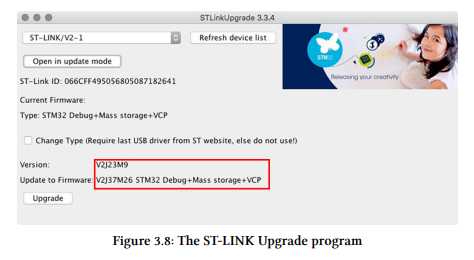 STLinkUpgrade 3.3.4
ST-LINK/V2-1
Refresh device list
Open in update mode
STM32
Releasing your creativity
ST-Link ID: 066CFF495056805087182641
Current Firmware:
Type: STM32 Debug+Mass storage+VCP
Change Type (Require last USB driver from ST website, else do not use!)
Version: V2J23M9
Update to Firmware: V2J37M26 STM32 Debug+Mass storage+VCP
Upgrade
Figure 3.8: The ST-LINK Upgrade program